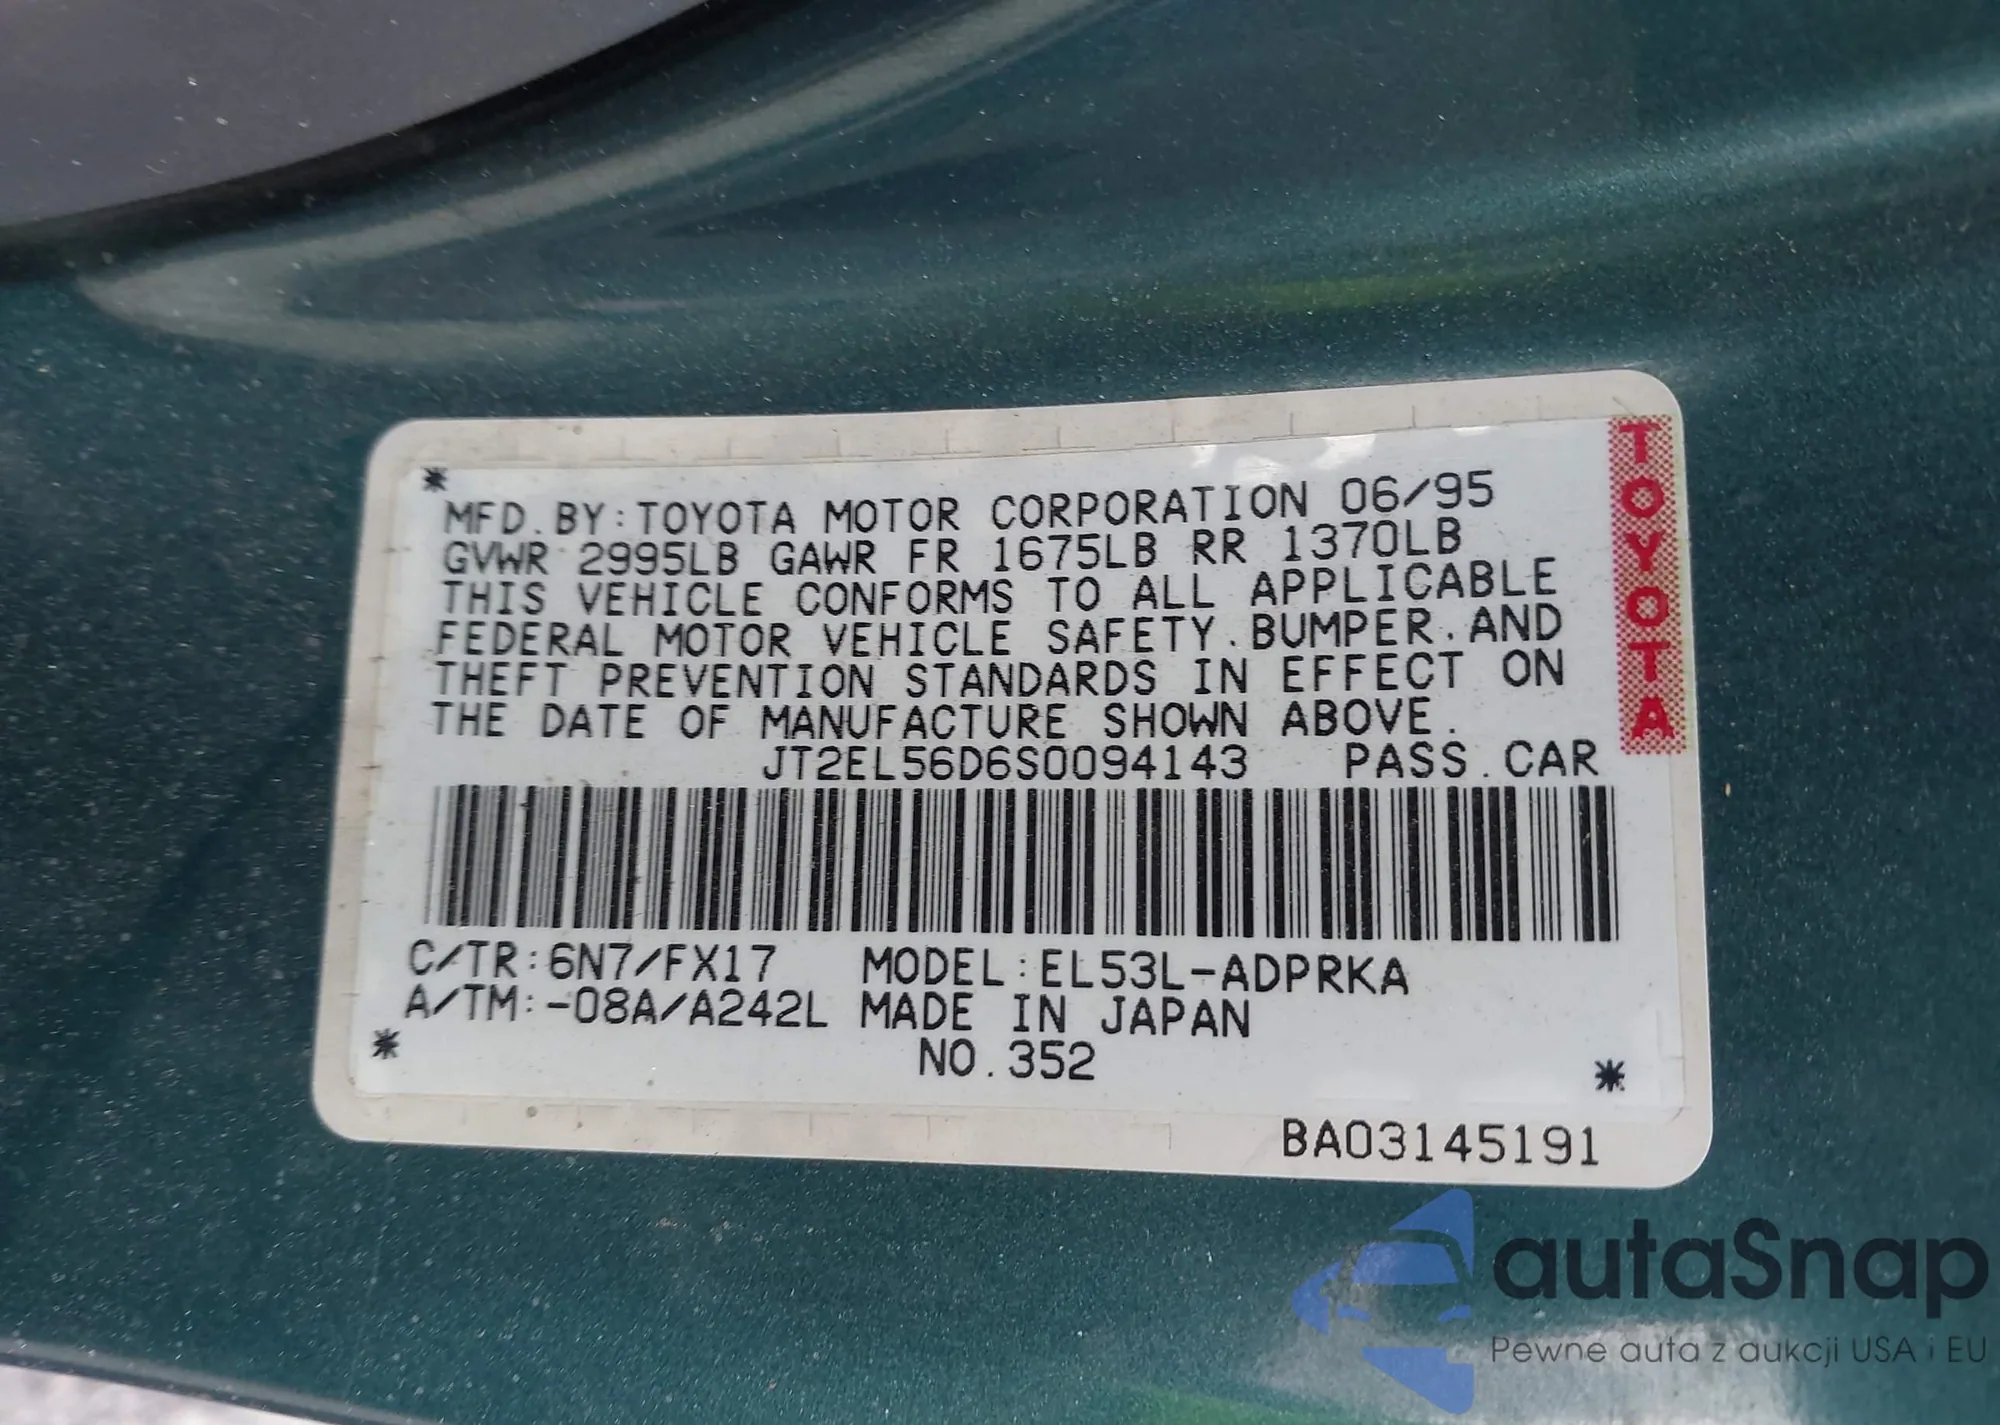 *
MFD.BY:TOYOTA MOTOR CORPORATION 06/95
GVWR 2995LB GAWR FR 1675LB RR 1370LB
THIS VEHICLE CONFORMS TO ALL APPLICABLE
FEDERAL MOTOR VEHICLE SAFETY.BUMPER.AND
THEFT PREVENTION STANDARDS IN EFFECT ON
THE DATE OF MANUFACTURE SHOWN ABOVE.
JT2EL56D6S0094143 PASS.CAR
TOYOTA
C/TR:6N7/FX17 MODEL:EL53L-ADPRKA
A/TM:-08A/A242L MADE IN JAPAN
* NO.352 *
BA03145191
autaSnap
Pewne auta z aukcji USA i EU